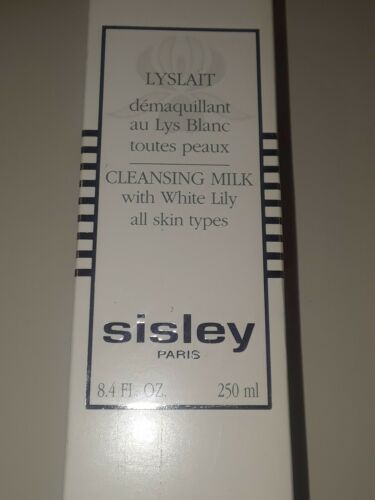 LYSLAIT
démaquillant
au Lys Blanc
toutes peaux
CLEANSING MILK
with White Lily
all skin types
sisley
PARIS
8.4 FL. OZ. 250 ml